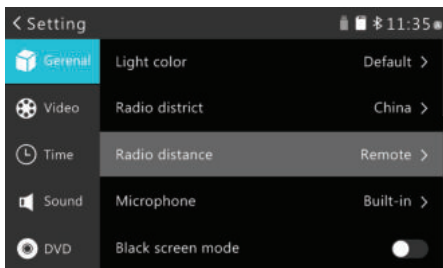 < Setting 11:35
Gerenal Light color Default >
Video Radio district China >
Time Radio distance Remote >
Sound Microphone Built-in >
DVD Black screen mode